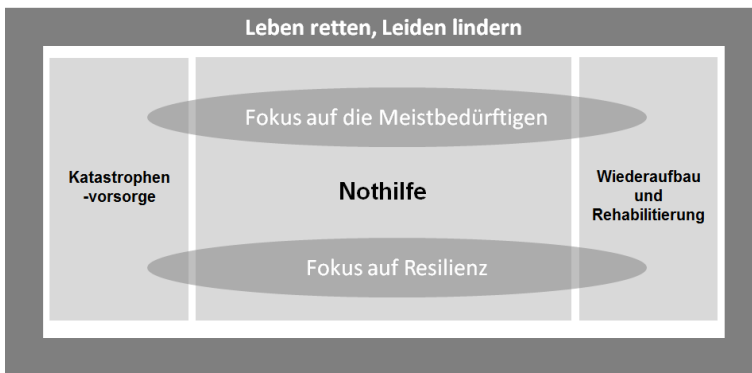 Leben retten, Leiden lindern
Fokus auf die Meistbedürftigen
Katastrophen
-vorsorge
Nothilfe
Wiederaufbau
und
Rehabilitierung
Fokus auf Resilienz